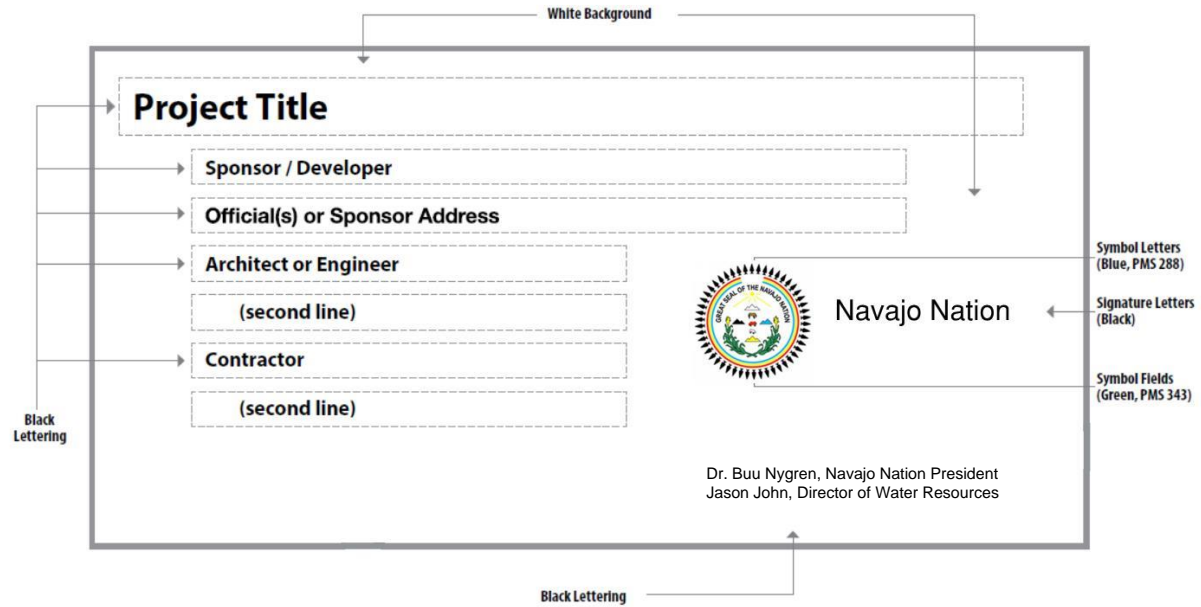 White Background
Project Title
Sponsor / Developer
Official(s) or Sponsor Address
Architect or Engineer
(second line)
Contractor
(second line)
Black
Lettering
GREAT SEAL OF THE NAVAJO NATION
Navajo Nation
Symbol Letters
(Blue, PMS 288)
Signature Letters
(Black)
Symbol Fields
(Green, PMS 343)
Dr. Buu Nygren, Navajo Nation President
Jason John, Director of Water Resources
Black Lettering